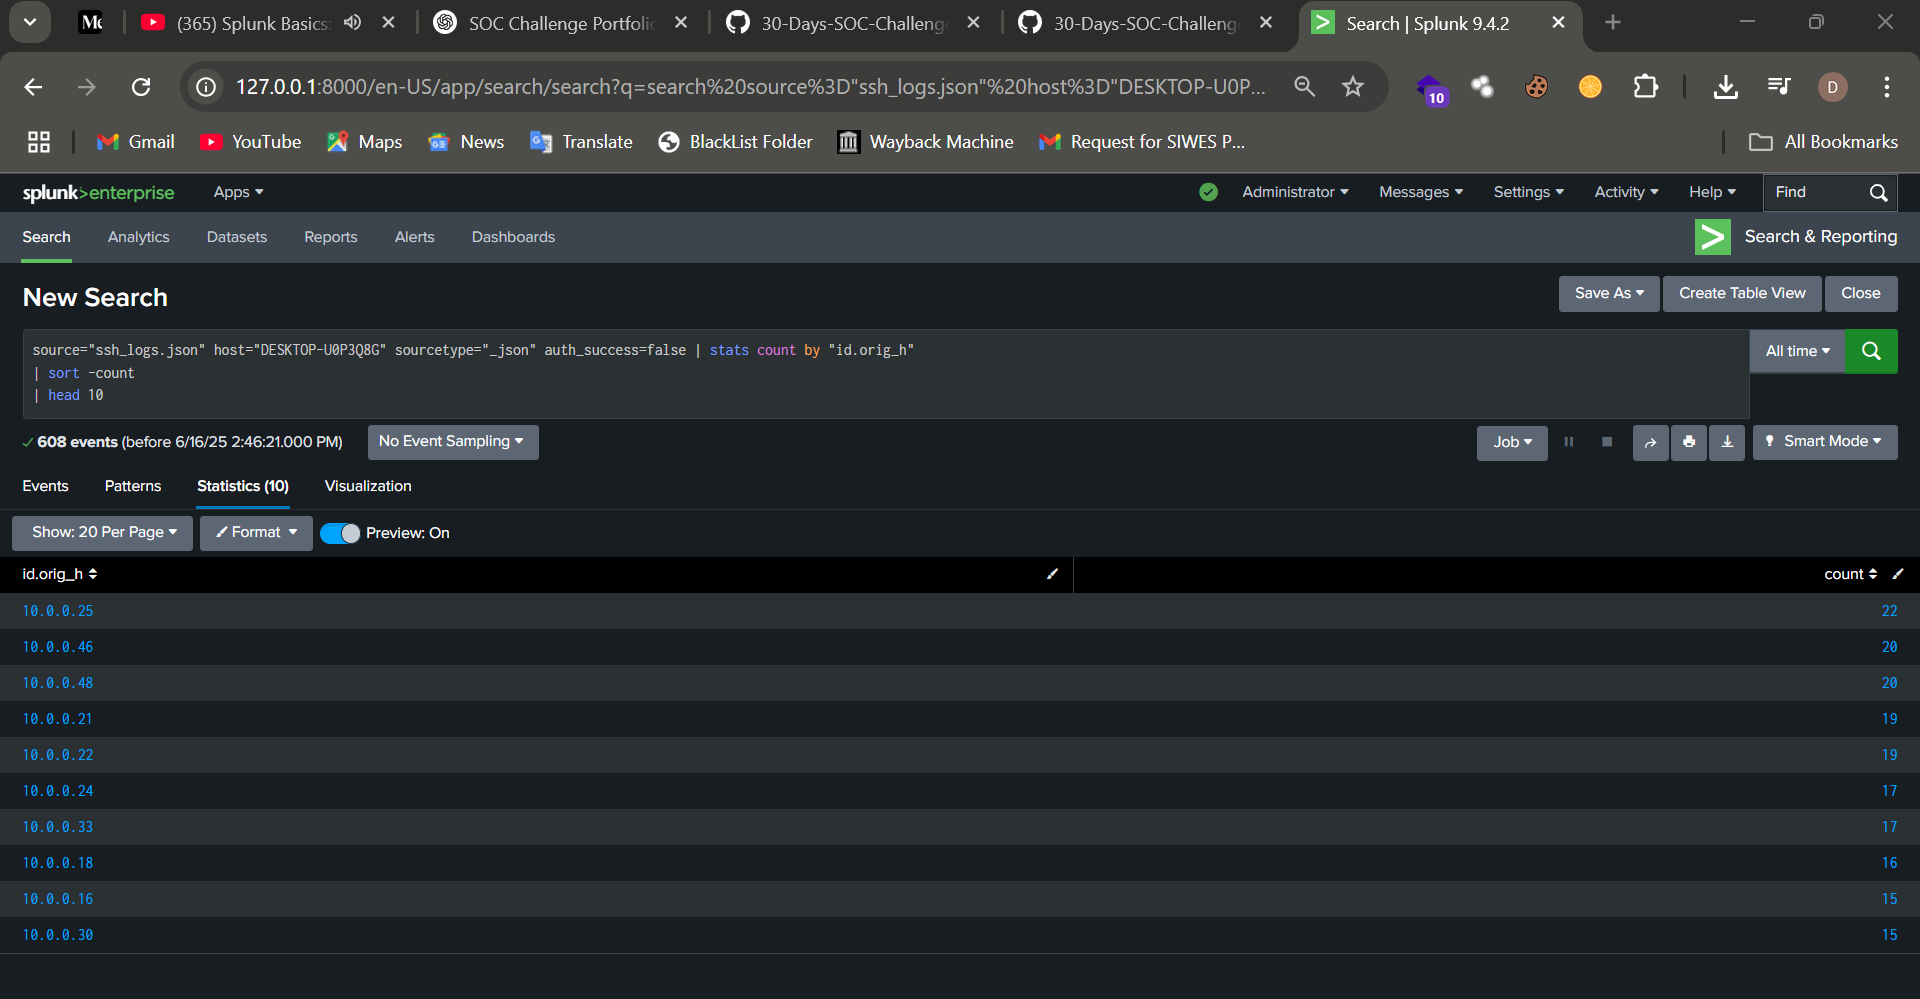 (365) Splunk Basics:
SOC Challenge Portfolio
30-Days-SOC-Challeng
30-Days-SOC-Challeng
Search | Splunk 9.4.2
127.0.0.1:8000/en-US/app/search/search?q=search%20source%3D"ssh_logs.json"%20host%3D"DESKTOP-U0P...
10
D
Gmail
YouTube
Maps
News
Translate
BlackList Folder
Wayback Machine
Request for SIWES P...
All Bookmarks
splunk>enterprise
Apps
Administrator
Messages
Settings
Activity
Help
Find
Search
Analytics
Datasets
Reports
Alerts
Dashboards
Search & Reporting
New Search
Save As
Create Table View
Close
source="ssh_logs.json" host="DESKTOP-U0P3Q8G" sourcetype="_json" auth_success=false | stats count by "id.orig_h"
| sort -count
| head 10
All time
608 events (before 6/16/25 2:46:21.000 PM)
No Event Sampling
Job
Smart Mode
Events
Patterns
Statistics (10)
Visualization
Show: 20 Per Page
Format
Preview: On
id.orig_h
count
10.0.0.25 22
10.0.0.46 20
10.0.0.48 20
10.0.0.21 19
10.0.0.22 19
10.0.0.24 17
10.0.0.33 17
10.0.0.18 16
10.0.0.16 15
10.0.0.30 15